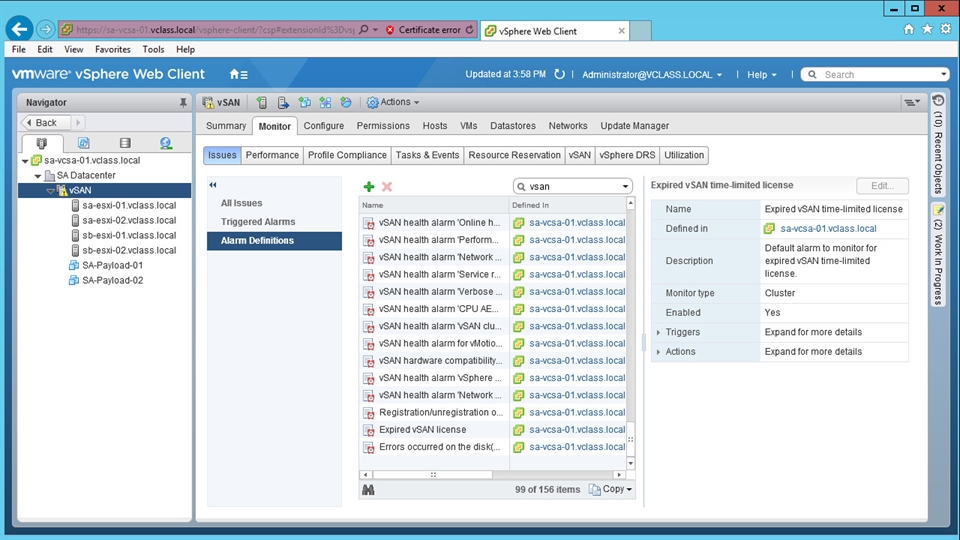 https://sa-vcsa-01.vclass.local/vsphere-client/?csp#extensionId%3Dvsp
Certificate error
vSphere Web Client
File Edit View Favorites Tools Help
vmware® vSphere Web Client
Updated at 3:58 PM
Administrator@VCLASS.LOCAL
Help
Search
Navigator
Back
sa-vcsa-01.vclass.local
SA Datacenter
vSAN
sa-esxi-01.vclass.local
sa-esxi-02.vclass.local
sb-esxi-01.vclass.local
sb-esxi-02.vclass.local
SA-Payload-01
SA-Payload-02
vSAN Actions
Summary Monitor Configure Permissions Hosts VMs Datastores Networks Update Manager
Issues Performance Profile Compliance Tasks & Events Resource Reservation vSAN vSphere DRS Utilization
All Issues
Triggered Alarms
Alarm Definitions
vsan
Name Defined In
vSAN health alarm 'Online h... sa-vcsa-01.vclass.local
vSAN health alarm 'Perform... sa-vcsa-01.vclass.local
vSAN health alarm 'Network ... sa-vcsa-01.vclass.local
vSAN health alarm 'Service r... sa-vcsa-01.vclass.local
vSAN health alarm 'Verbose ... sa-vcsa-01.vclass.local
vSAN health alarm 'CPU AE... sa-vcsa-01.vclass.local
vSAN health alarm 'vSAN clu... sa-vcsa-01.vclass.local
vSAN health alarm for vMotio... sa-vcsa-01.vclass.local
vSAN hardware compatibility... sa-vcsa-01.vclass.local
vSAN health alarm 'vSphere ... sa-vcsa-01.vclass.local
vSAN health alarm 'Network ... sa-vcsa-01.vclass.local
Registration/unregistration o... sa-vcsa-01.vclass.local
Expired vSAN license sa-vcsa-01.vclass.local
Errors occurred on the disk(... sa-vcsa-01.vclass.local
99 of 156 items Copy
Expired vSAN time-limited license
Edit...
Name Expired vSAN time-limited license
Defined in sa-vcsa-01.vclass.local
Description Default alarm to monitor for
expired vSAN time-limited
license.
Monitor type Cluster
Enabled Yes
Triggers Expand for more details
Actions Expand for more details
(10) Recent Objects
(2) Work In Progress